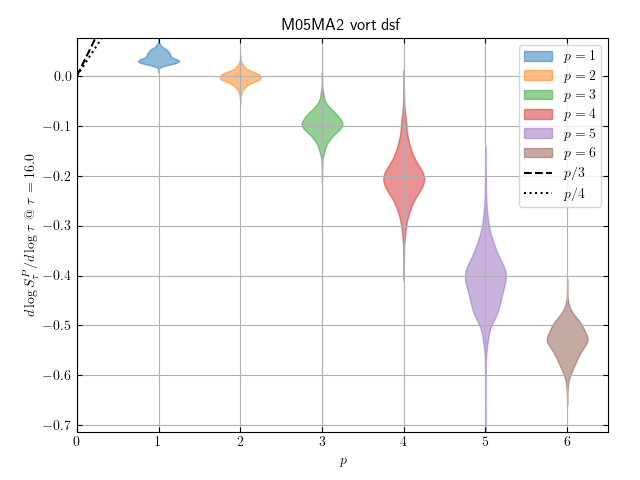 M05MA2 vort dsf
d log S_τ^P / d log τ @ τ = 16.0
0.0
−0.1
−0.2
−0.3
−0.4
−0.5
−0.6
−0.7
0 1 2 3 4 5 6
p
p = 1
p = 2
p = 3
p = 4
p = 5
p = 6
p/3
p/4